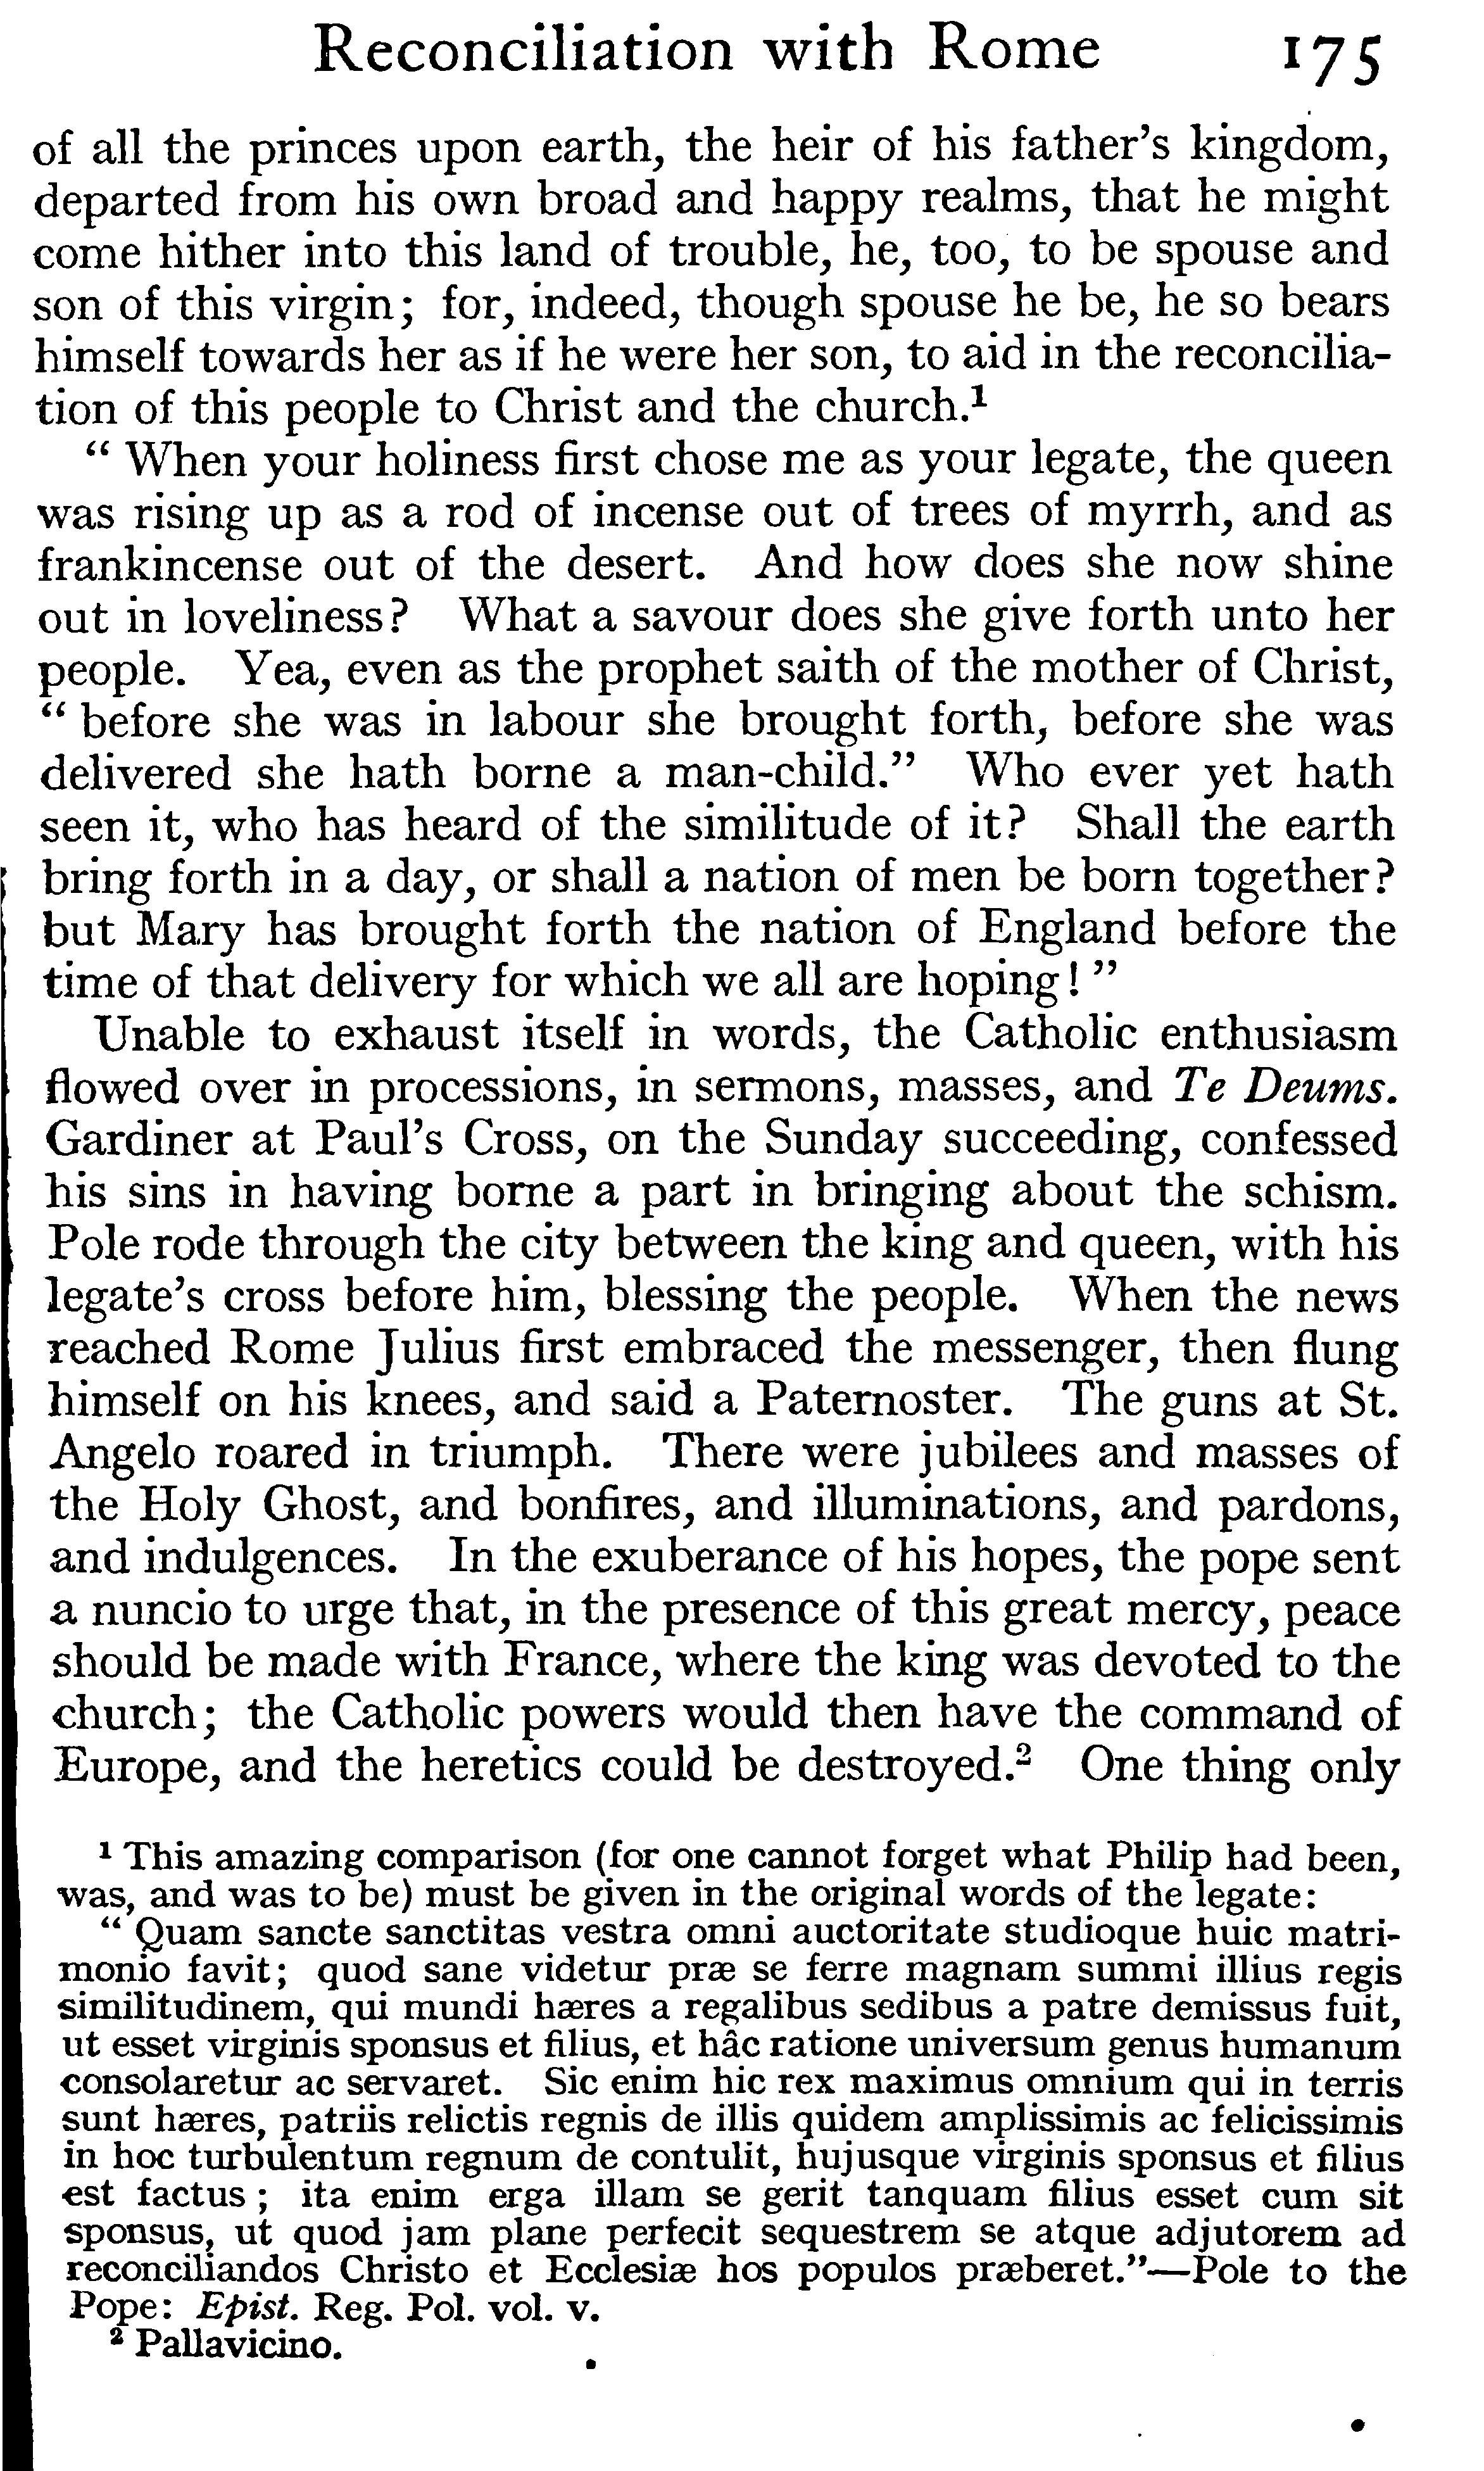 Reconciliation with Rome 175
of all the princes upon earth, the heir of his father's kingdom,
departed from his own broad and happy realms, that he might
come hither into this land of trouble, he, too, to be spouse and
son of this virgin; for, indeed, though spouse he be, he so bears
himself towards her as if he were her son, to aid in the reconcilia-
tion of this people to Christ and the church.¹
“ When your holiness first chose me as your legate, the queen
was rising up as a rod of incense out of trees of myrrh, and as
frankincense out of the desert. And how does she now shine
out in loveliness? What a savour does she give forth unto her
people. Yea, even as the prophet saith of the mother of Christ,
“ before she was in labour she brought forth, before she was
delivered she hath borne a man-child.” Who ever yet hath
seen it, who has heard of the similitude of it? Shall the earth
bring forth in a day, or shall a nation of men be born together?
but Mary has brought forth the nation of England before the
time of that delivery for which we all are hoping! ”
Unable to exhaust itself in words, the Catholic enthusiasm
flowed over in processions, in sermons, masses, and Te Deums.
Gardiner at Paul's Cross, on the Sunday succeeding, confessed
his sins in having borne a part in bringing about the schism.
Pole rode through the city between the king and queen, with his
legate's cross before him, blessing the people. When the news
reached Rome Julius first embraced the messenger, then flung
himself on his knees, and said a Paternoster. The guns at St.
Angelo roared in triumph. There were jubilees and masses of
the Holy Ghost, and bonfires, and illuminations, and pardons,
and indulgences. In the exuberance of his hopes, the pope sent
a nuncio to urge that, in the presence of this great mercy, peace
should be made with France, where the king was devoted to the
church; the Catholic powers would then have the command of
Europe, and the heretics could be destroyed.² One thing only
¹ This amazing comparison (for one cannot forget what Philip had been,
was, and was to be) must be given in the original words of the legate:
“ Quam sancte sanctitas vestra omni auctoritate studioque huic matri-
monio favit; quod sane videtur præ se ferre magnam summi illius regis
similitudinem, qui mundi hæres a regalibus sedibus a patre demissus fuit,
ut esset virginis sponsus et filius, et hâc ratione universum genus humanum
consolaretur ac servaret. Sic enim hic rex maximus omnium qui in terris
sunt hæres, patriis relictis regnis de illis quidem amplissimis ac felicissimis
in hoc turbulentum regnum de contulit, hujusque virginis sponsus et filius
est factus; ita enim erga illam se gerit tanquam filius esset cum sit
sponsus, ut quod jam plane perfecit sequestrem se atque adjutorem ad
reconciliandos Christo et Ecclesiæ hos populos præberet.”—Pole to the
Pope: Epist. Reg. Pol. vol. v.
² Pallavicino.